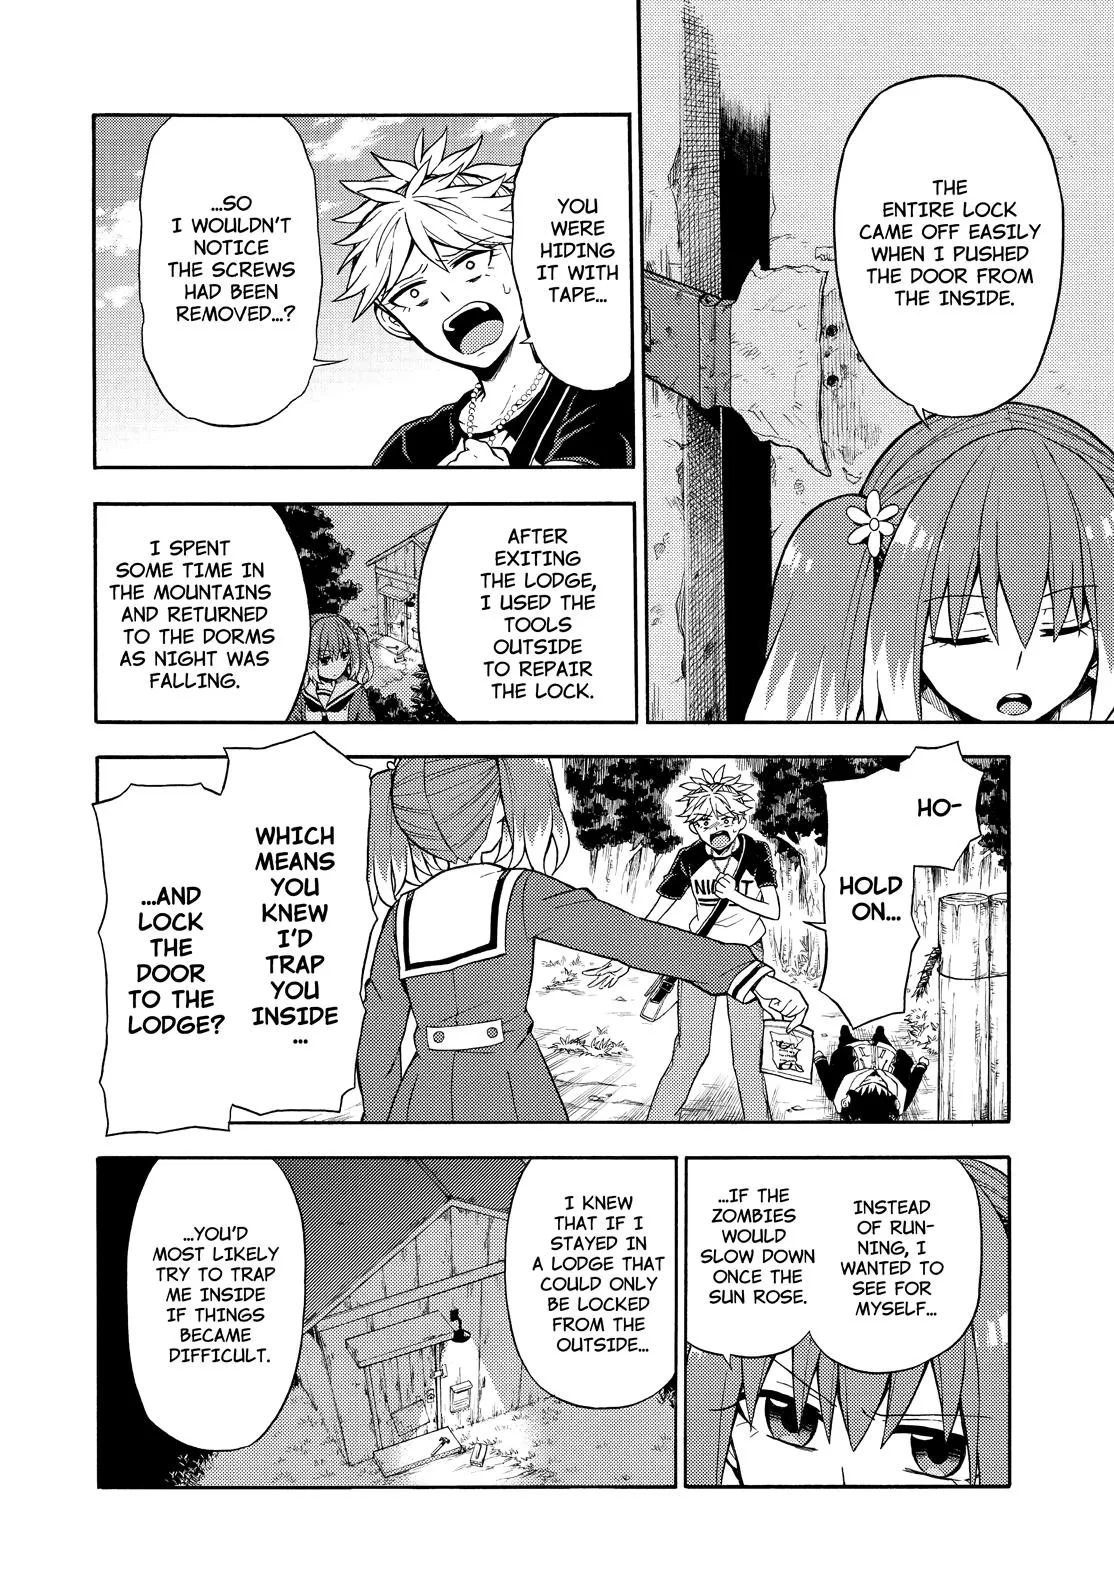 THE
ENTIRE LOCK
CAME OFF EASILY
WHEN I PUSHED
THE DOOR FROM
THE INSIDE.
YOU
WERE
HIDING
IT WITH
TAPE...
...SO
I WOULDN'T
NOTICE
THE SCREWS
HAD BEEN
REMOVED...?
AFTER
EXITING
THE LODGE,
I USED THE
TOOLS
OUTSIDE
TO REPAIR
THE LOCK.
I SPENT
SOME TIME IN
THE MOUNTAINS
AND RETURNED
TO THE DORMS
AS NIGHT WAS
FALLING.
HO-
HOLD
ON...
NIGHT
WHICH
MEANS
YOU
KNEW
I'D
TRAP
YOU
INSIDE
...
...AND
LOCK
THE
DOOR
TO THE
LODGE?
INSTEAD
OF RUN-
NING, I
WANTED TO
SEE FOR
MYSELF...
...IF THE
ZOMBIES
WOULD
SLOW DOWN
ONCE THE
SUN ROSE.
I KNEW
THAT IF I
STAYED IN
A LODGE THAT
COULD ONLY
BE LOCKED
FROM THE
OUTSIDE...
...YOU'D
MOST LIKELY
TRY TO TRAP
ME INSIDE
IF THINGS
BECAME
DIFFICULT.